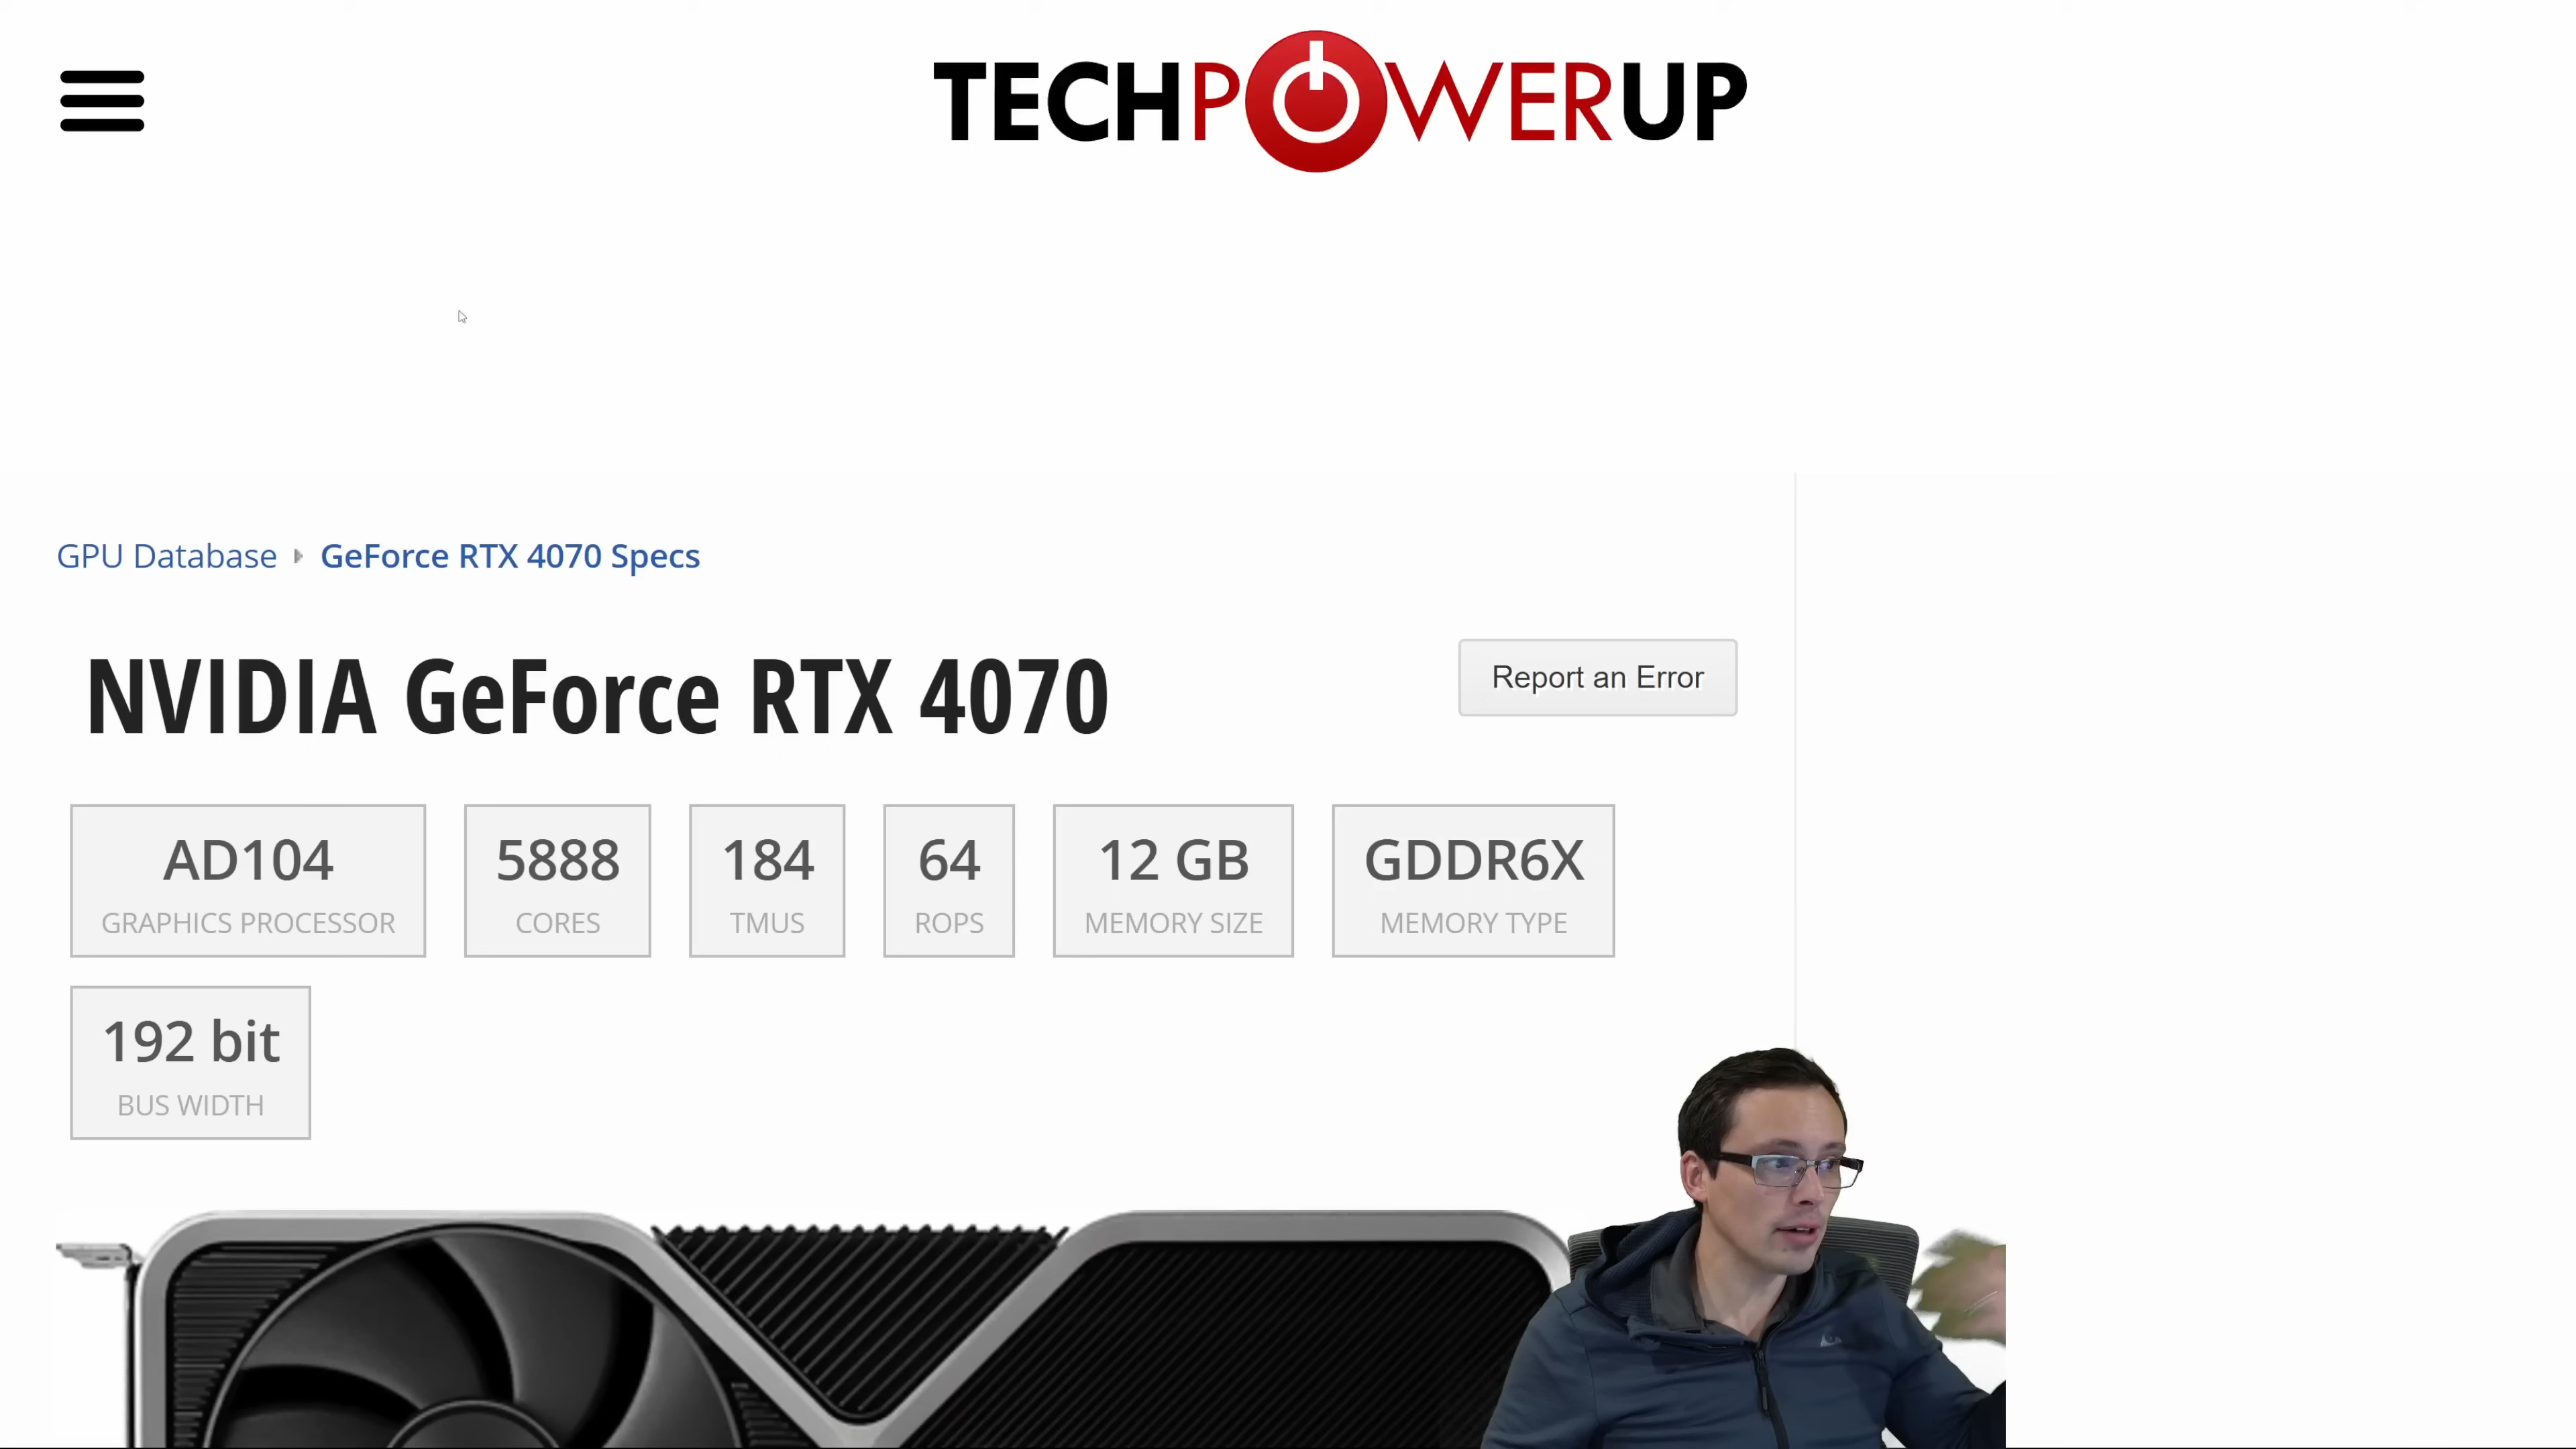 TECHPOWERUP
GPU Database GeForce RTX 4070 Specs
NVIDIA GeForce RTX 4070
Report an Error
AD104 5888 184 64 12 GB GDDR6X
GRAPHICS PROCESSOR CORES TMUS ROPS MEMORY SIZE MEMORY TYPE
192 bit
BUS WIDTH